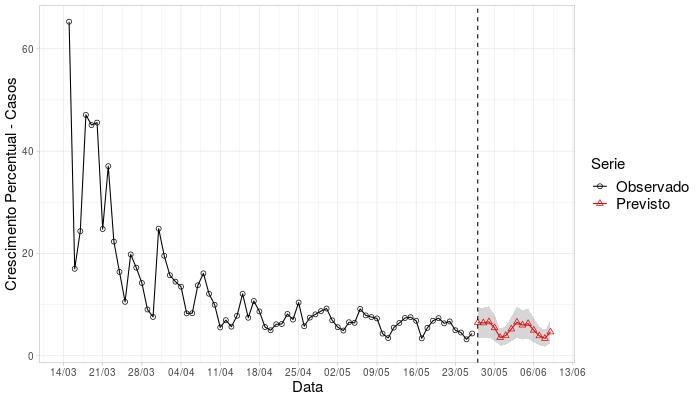 Crescimento Percentual - Casos
60
40
20
0
14/03 21/03 28/03 04/04 11/04 18/04 25/04 02/05 09/05 16/05 23/05 30/05 06/06 13/06
Data
Serie
Observado
Previsto